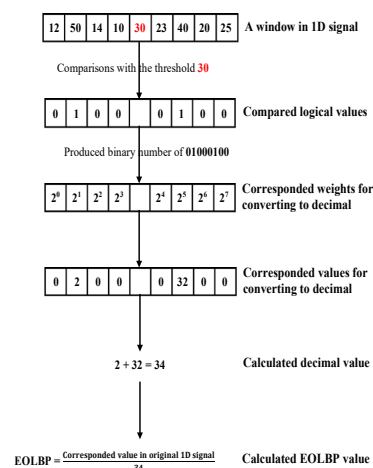 12 50 14 10 30 23 40 20 25 A window in 1D signal
Comparisons with the threshold 30
0 1 0 0 0 1 0 0 Compared logical values
Produced binary number of 01000100
2⁰ 2¹ 2² 2³ 2⁴ 2⁵ 2⁶ 2⁷ Corresponded weights for
converting to decimal
0 2 0 0 0 32 0 0 Corresponded values for
converting to decimal
2 + 32 = 34 Calculated decimal value
EOLBP = Corresponded value in original 1D signal Calculated EOLBP value
34